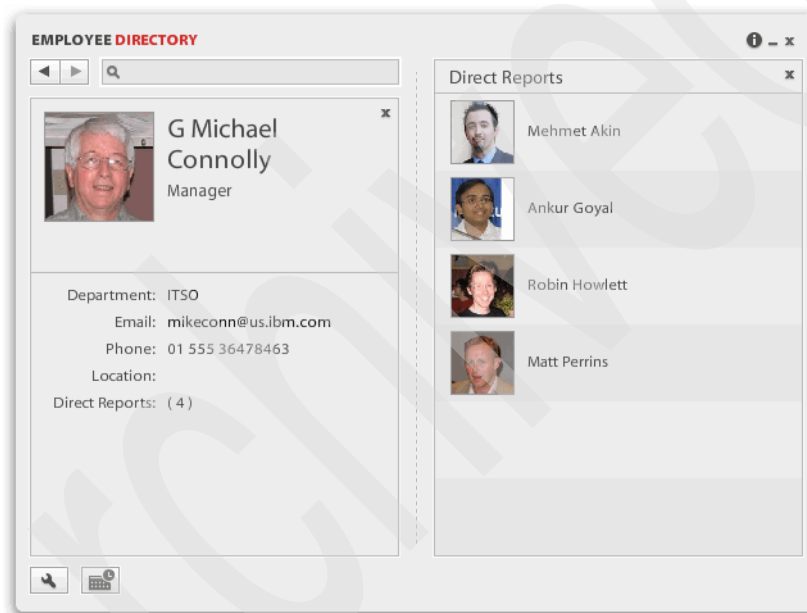 EMPLOYEE DIRECTORY
G Michael
Connolly
Manager
Department: ITSO
Email: mikeconn@us.ibm.com
Phone: 01 555 36478463
Location:
Direct Reports: ( 4 )
Direct Reports
Mehmet Akin
Ankur Goyal
Robin Howlett
Matt Perrins